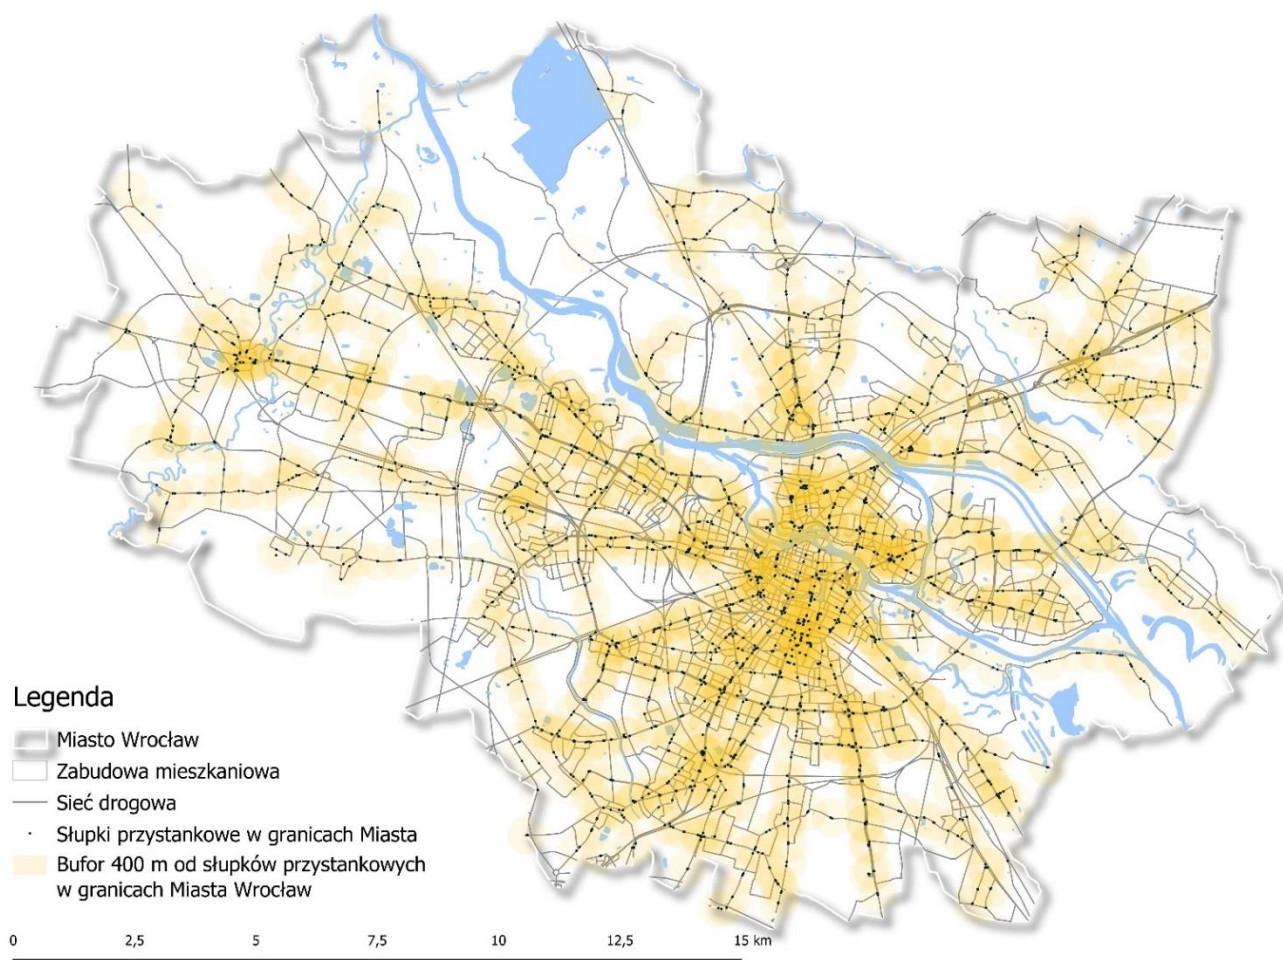 Legenda
Miasto Wrocław
Zabudowa mieszkaniowa
Sieć drogowa
Słupki przystankowe w granicach Miasta
Bufor 400 m od słupków przystankowych
w granicach Miasta Wrocław
0 2,5 5 7,5 10 12,5 15 km